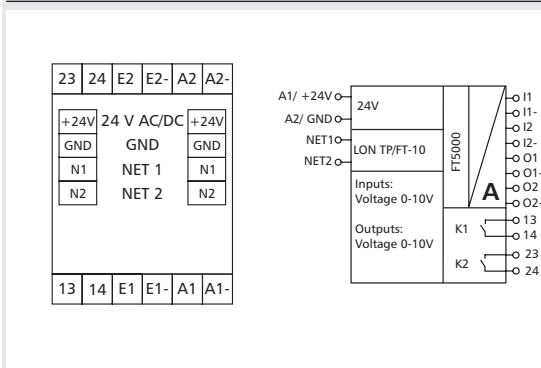 23 24 E2 E2- A2 A2-
+24V 24 V AC/DC +24V
GND GND GND
N1 NET 1 N1
N2 NET 2 N2
13 14 E1 E1- A1 A1-
A1/ +24V
A2/ GND
NET1
NET2
24V
LON TP/FT-10
Inputs:
Voltage 0-10V
Outputs:
Voltage 0-10V
FT5000
A
K1
K2
I1
I1-
I2
I2-
O1
O1-
O2
O2-
13
14
23
24